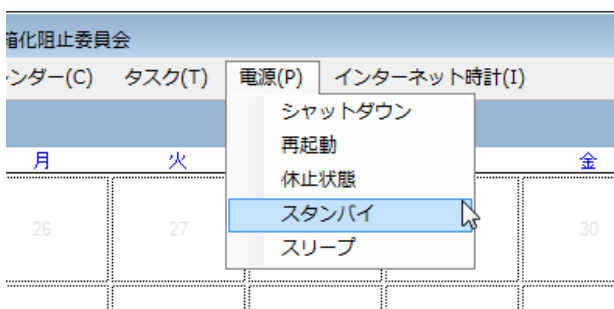 箱化阻止委員会
ンダー(C) タスク(T) 電源(P) インターネット時計(I)
シャットダウン
再起動
休止状態
スタンバイ
スリープ
月 火 金
26 27 30